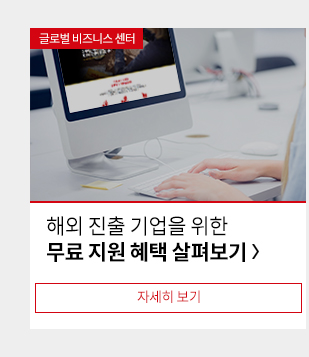 글로벌 비즈니스 센터
해외 진출 기업을 위한
무료 지원 혜택 살펴보기 〉
자세히 보기